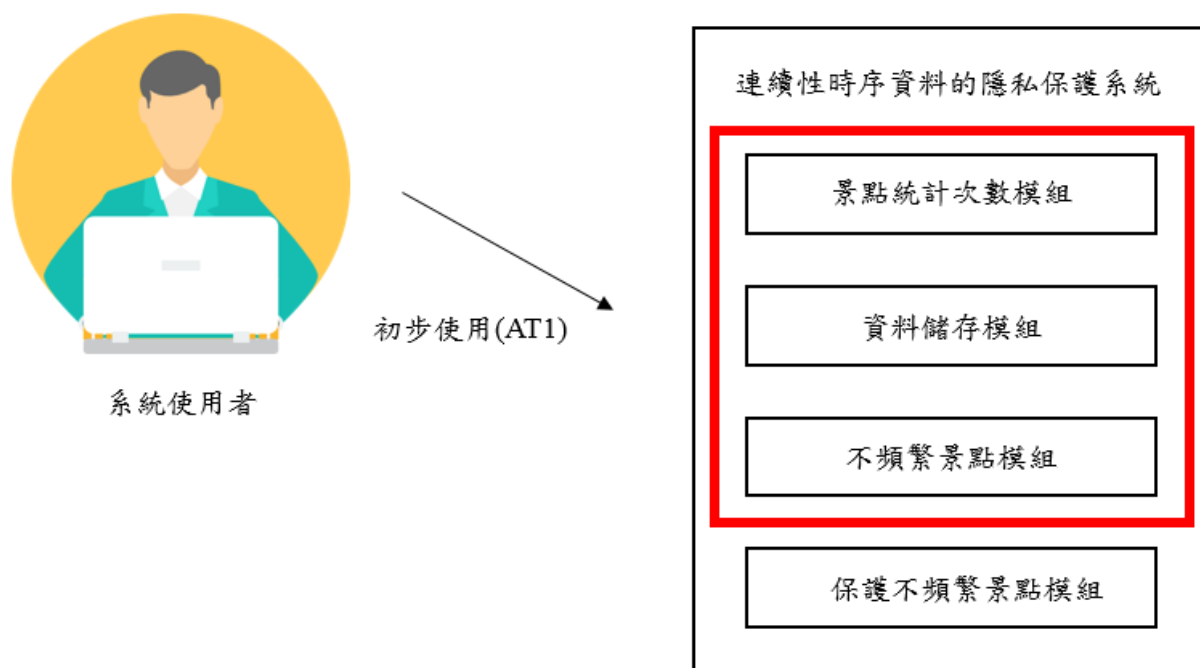 連續性時序資料的隱私保護系統
景點統計次數模組
資料儲存模組
初步使用(AT1)
系統使用者
不頻繁景點模組
保護不頻繁景點模組